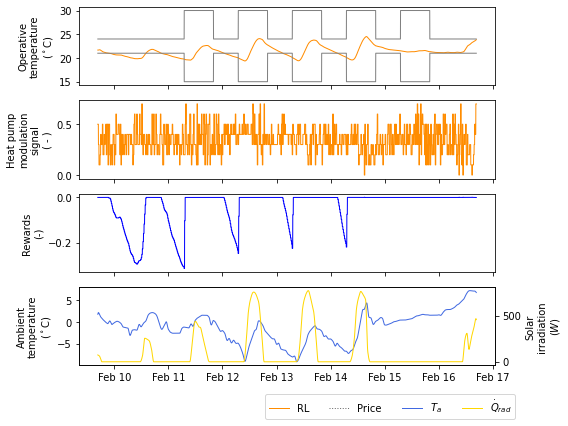 Operative
temperature
(°C)
30
25
20
15
Heat pump
modulation
signal
( - )
0.5
0.0
Rewards
(-)
0.0
−0.2
Ambient
temperature
(°C)
5
0
−5
500
0
Solar
irradiation
(W)
Feb 10 Feb 11 Feb 12 Feb 13 Feb 14 Feb 15 Feb 16 Feb 17
RL Price Tₐ Q̇rad